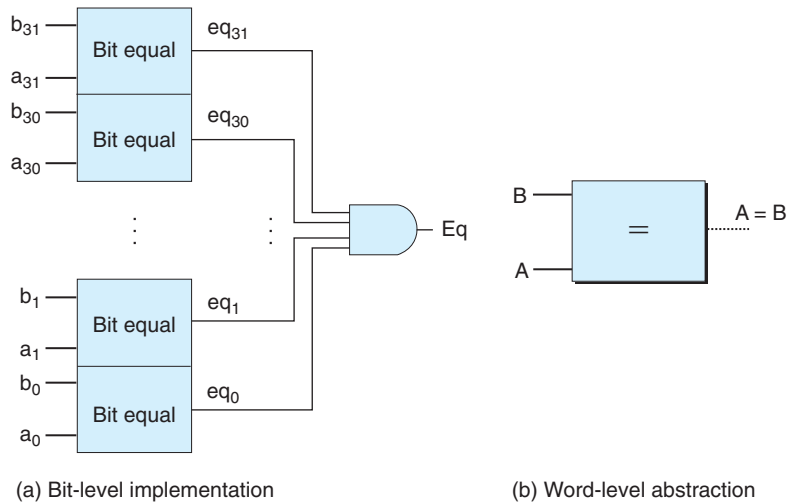 b31
Bit equal
eq31
a31
b30
Bit equal
eq30
a30
⋮ ⋮
Eq
b1
Bit equal
eq1
a1
b0
Bit equal
eq0
a0
(a) Bit-level implementation
B
=
A = B
A
(b) Word-level abstraction